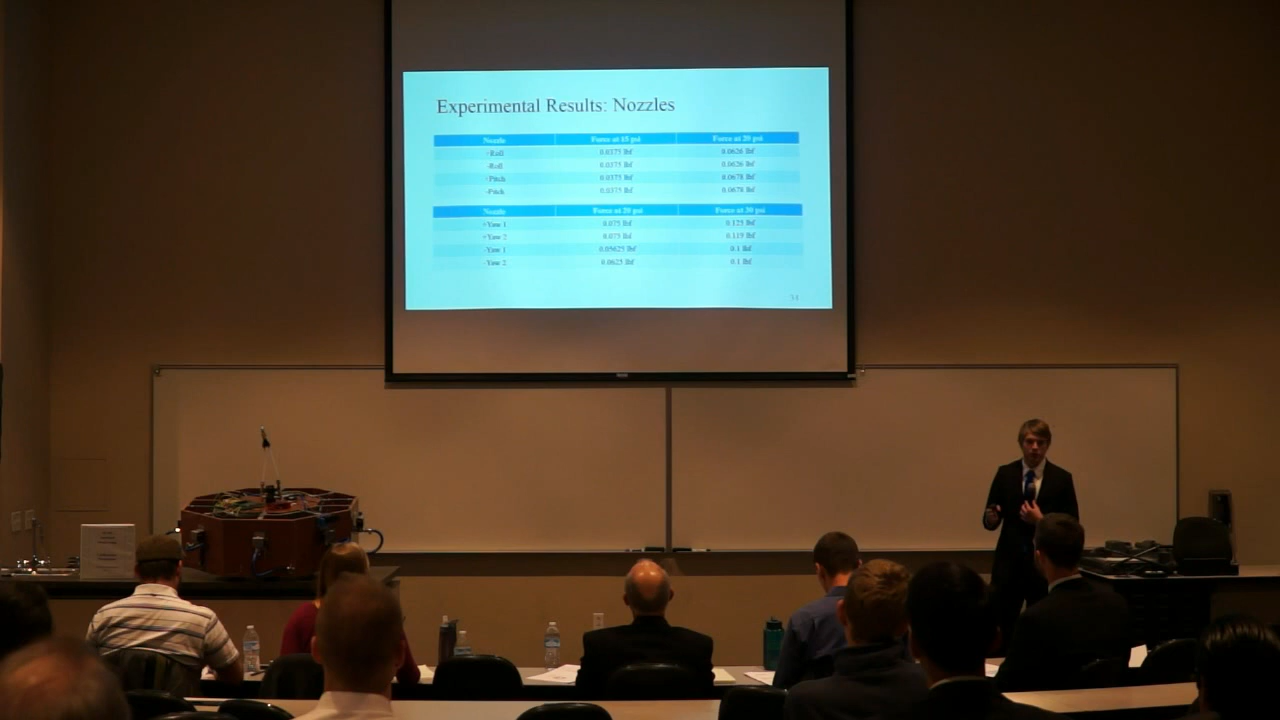 Experimental Results: Nozzles
Nozzle Force at 15 psi Force at 20 psi
+Roll 0.0375 lbf 0.0626 lbf
-Roll 0.0375 lbf 0.0626 lbf
+Pitch 0.0375 lbf 0.0678 lbf
-Pitch 0.0375 lbf 0.0678 lbf
Nozzle Force at 20 psi Force at 30 psi
+Yaw 1 0.075 lbf 0.125 lbf
+Yaw 2 0.075 lbf 0.119 lbf
-Yaw 1 0.05625 lbf 0.1 lbf
-Yaw 2 0.0625 lbf 0.1 lbf